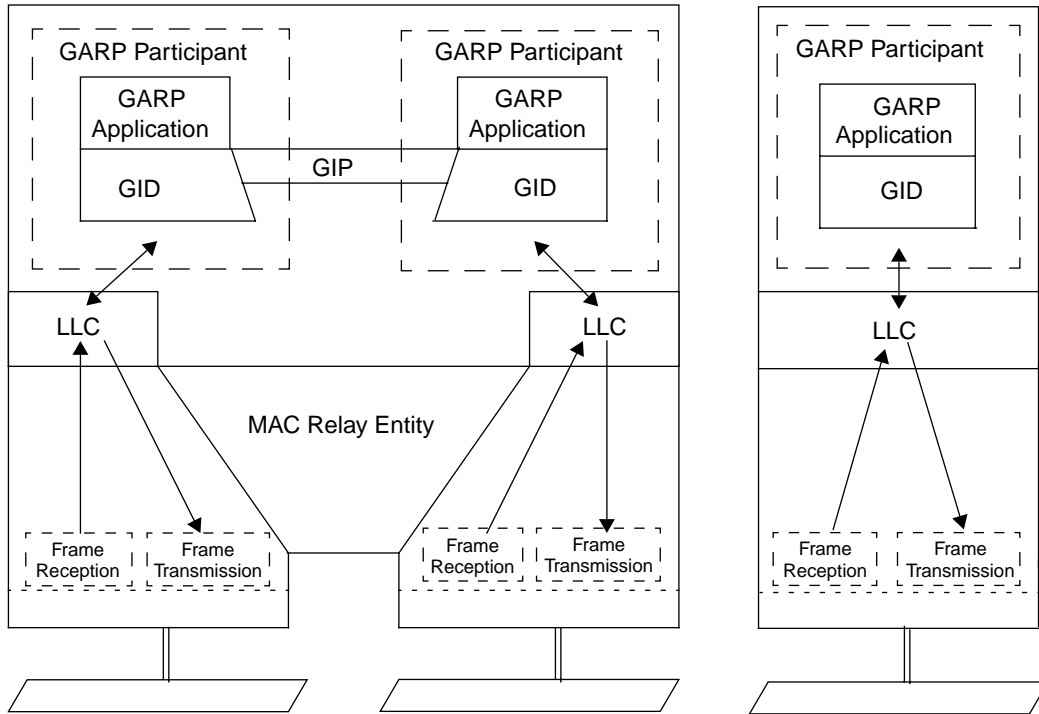 GARP Participant
GARP
Application
GID
GIP
GARP Participant
GARP
Application
GID
LLC
LLC
MAC Relay Entity
Frame
Reception
Frame
Transmission
Frame
Reception
Frame
Transmission
GARP Participant
GARP
Application
GID
LLC
Frame
Reception
Frame
Transmission